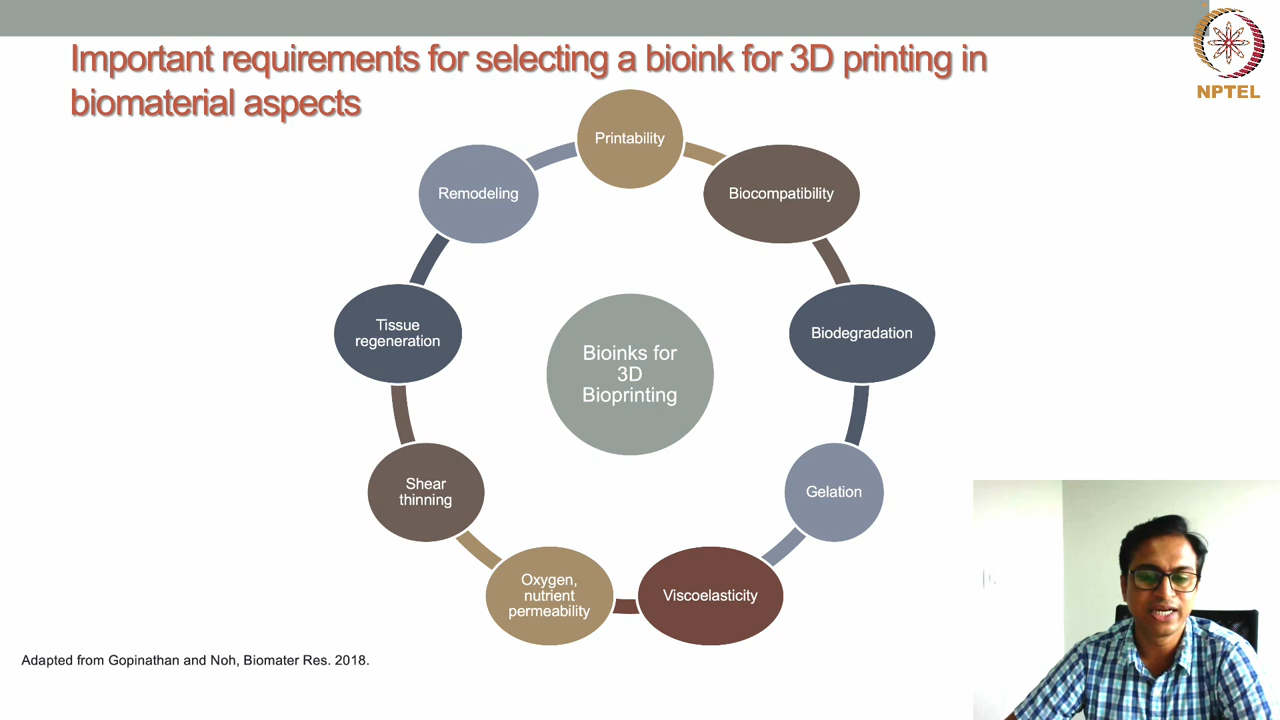 Important requirements for selecting a bioink for 3D printing in
biomaterial aspects
NPTEL
Printability
Biocompatibility
Biodegradation
Gelation
Viscoelasticity
Oxygen,
nutrient
permeability
Shear
thinning
Tissue
regeneration
Remodeling
Bioinks for
3D
Bioprinting
Adapted from Gopinathan and Noh, Biomater Res. 2018.